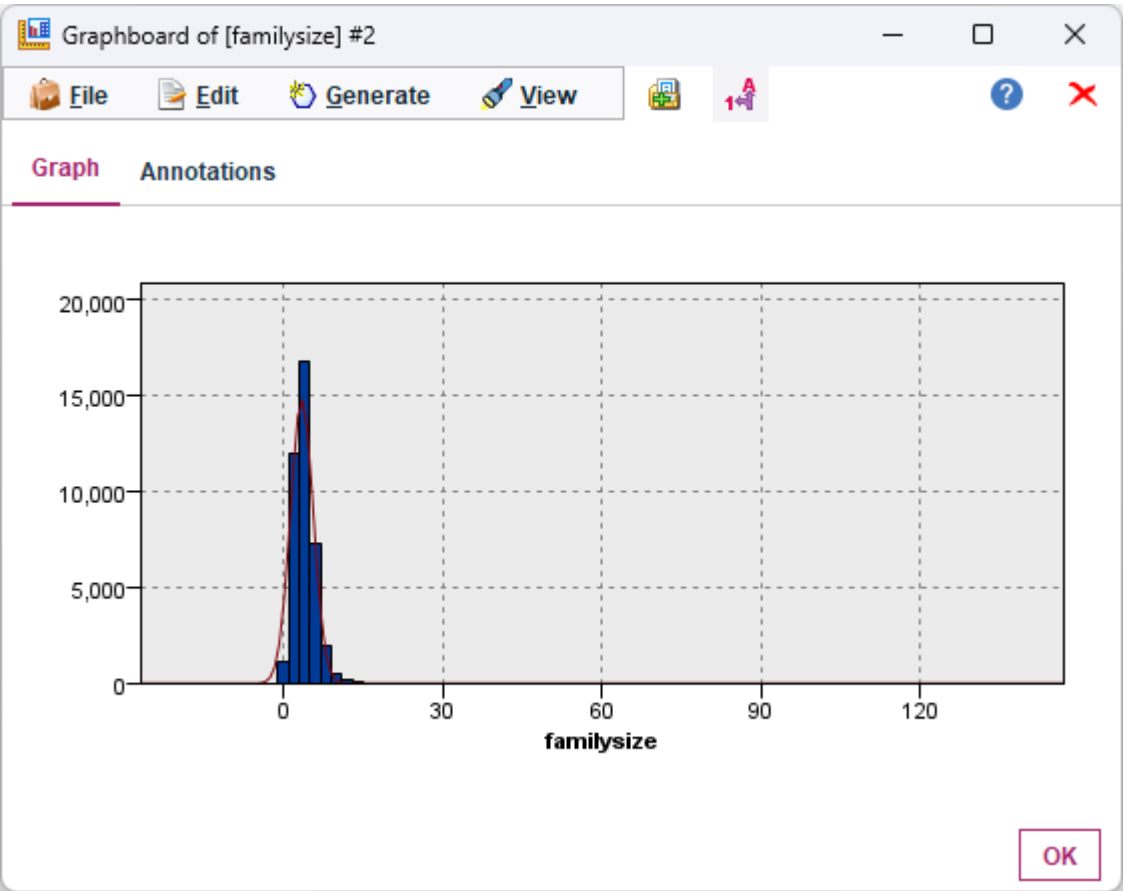 Graphboard of [familysize] #2
File Edit Generate View
1 A
?
Graph Annotations
20,000
15,000
10,000
5,000
0
0 30 60 90 120
familysize
OK